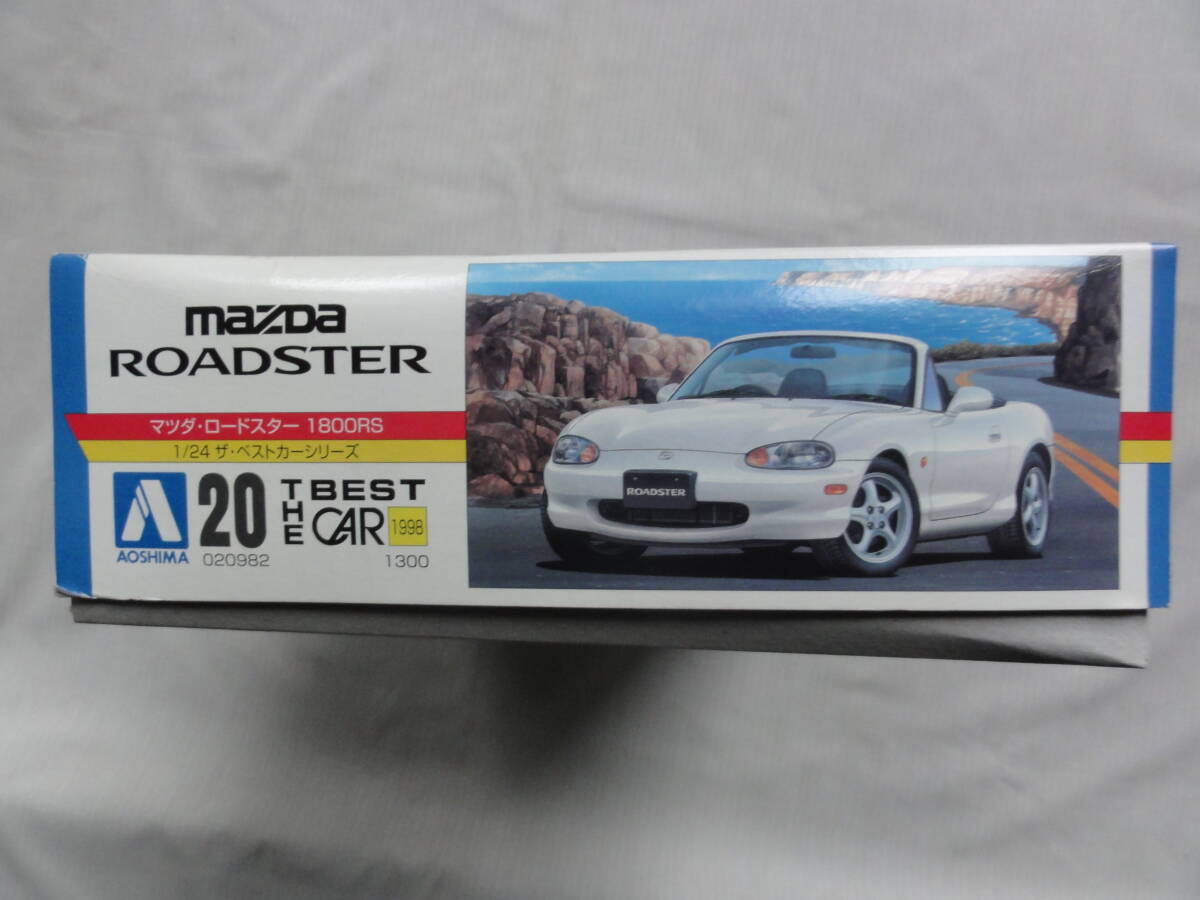 mazda
ROADSTER
マツダ・ロードスター 1800RS
1/24 ザ・ベストカーシリーズ
AOSHIMA
20
020982
THE BEST CAR
1998
1300
ROADSTER